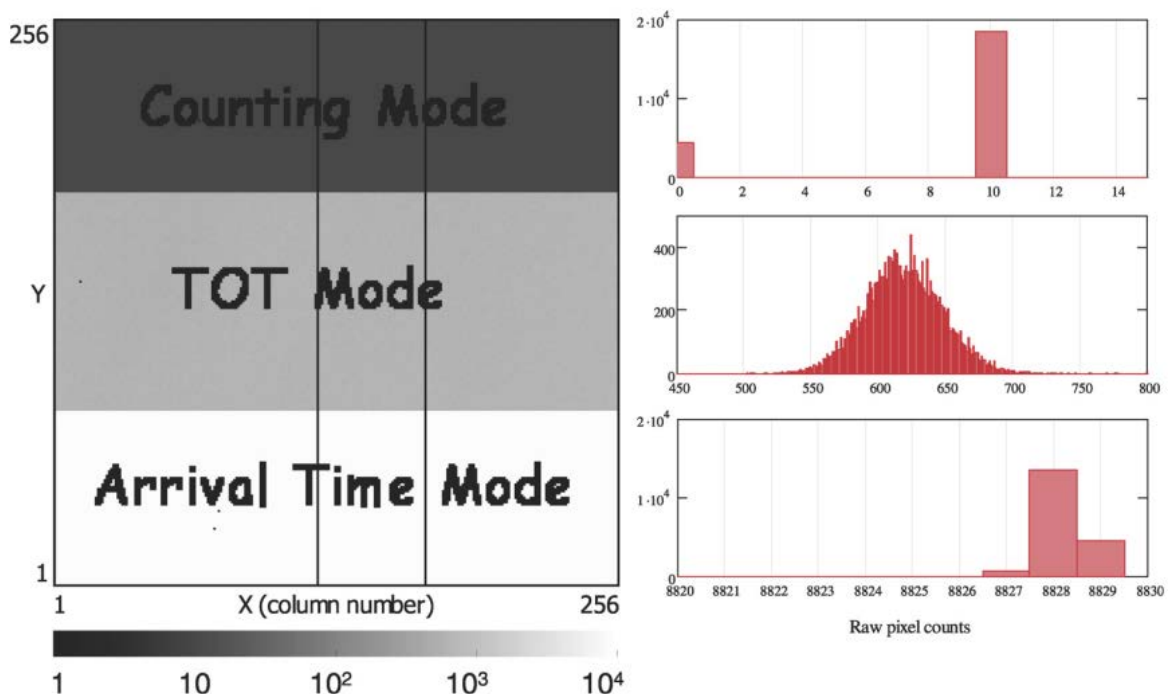 256
Counting Mode
Y
TOT Mode
Arrival Time Mode
1
1 X (column number) 256
1 10 10² 10³ 10⁴
2·10⁴
1·10⁴
0
0 2 4 6 8 10 12 14
400
200
0
450 500 550 600 650 700 750 800
2·10⁴
1·10⁴
0
8820 8821 8822 8823 8824 8825 8826 8827 8828 8829 8830
Raw pixel counts